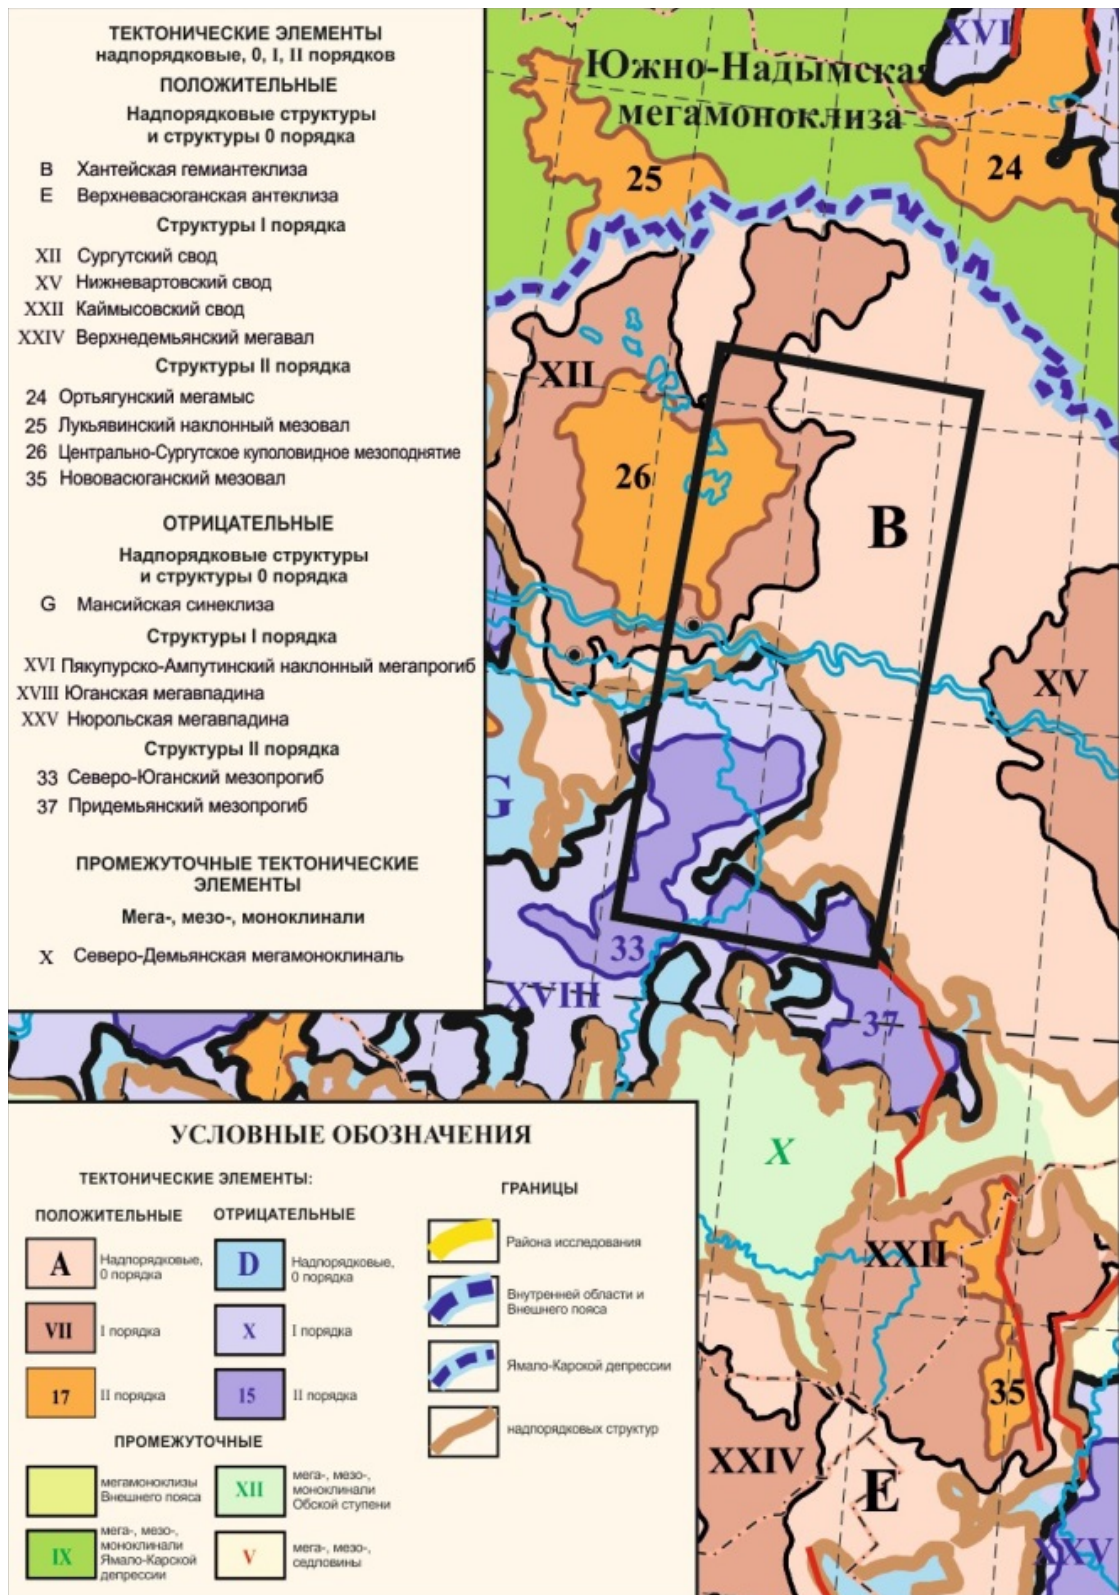 ТЕКТОНИЧЕСКИЕ ЭЛЕМЕНТЫ
надпорядковые, 0, I, II порядков
ПОЛОЖИТЕЛЬНЫЕ
Надпорядковые структуры
и структуры 0 порядка
B Хантейская гемиантеклиза
E Верхневасюганская антеклиза
Структуры I порядка
XII Сургутский свод
XV Нижневартовский свод
XXII Каймысовский свод
XXIV Верхнедемьянский мегавал
Структуры II порядка
24 Ортьягунский мегамыс
25 Лукьявинский наклонный мезовал
26 Центрально-Сургутское куполовидное мезоподнятие
35 Нововасюганский мезовал
ОТРИЦАТЕЛЬНЫЕ
Надпорядковые структуры
и структуры 0 порядка
G Мансийская синеклиза
Структуры I порядка
XVI Пякупурско-Ампутинский наклонный мегапрогиб
XVIII Юганская мегавпадина
XXV Нюрольская мегавпадина
Структуры II порядка
33 Северо-Юганский мезопрогиб
37 Придемьянский мезопрогиб
ПРОМЕЖУТОЧНЫЕ ТЕКТОНИЧЕСКИЕ
ЭЛЕМЕНТЫ
Мега-, мезо-, моноклинали
X Северо-Демьянская мегамоноклиналь
XVI
Южно-Надымская
мегамоноклиза
25
24
XII
26
B
XV
G
33
XVIII
37
X
XXII
35
XXIV
E
XXV
УСЛОВНЫЕ ОБОЗНАЧЕНИЯ
ТЕКТОНИЧЕСКИЕ ЭЛЕМЕНТЫ:
ПОЛОЖИТЕЛЬНЫЕ
A Надпорядковые,
0 порядка
VII I порядка
17 II порядка
ОТРИЦАТЕЛЬНЫЕ
D Надпорядковые,
0 порядка
X I порядка
15 II порядка
ПРОМЕЖУТОЧНЫЕ
мегамоноклизы
Внешнего пояса
IX мега-, мезо-,
моноклинали
Ямало-Карской
депрессии
XII мега-, мезо-,
моноклинали
Обской ступени
V мега-, мезо-,
седловины
ГРАНИЦЫ
Района исследования
Внутренней области и
Внешнего пояса
Ямало-Карской депрессии
надпорядковых структур